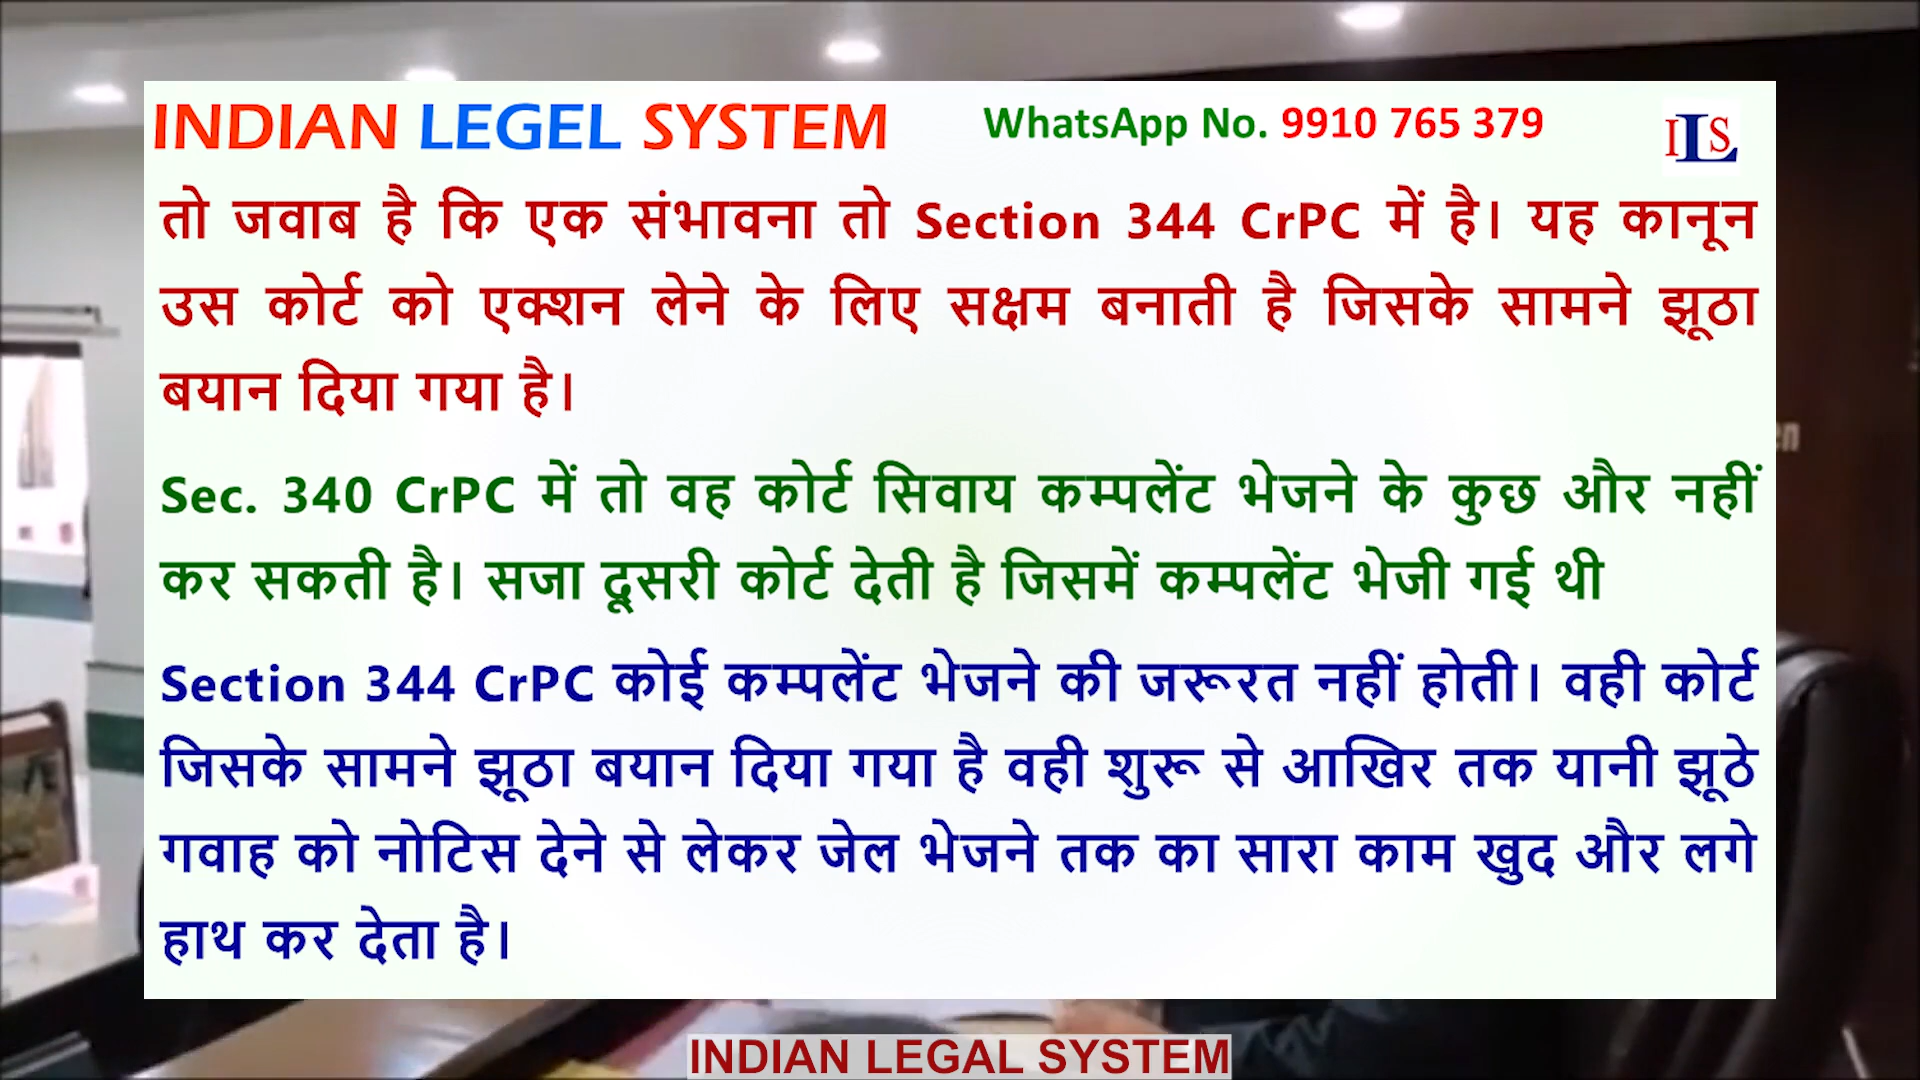 INDIAN LEGEL SYSTEM WhatsApp No. 9910 765 379 ILS
तो जवाब है कि एक संभावना तो Section 344 CrPC में है। यह कानून
उस कोर्ट को एक्शन लेने के लिए सक्षम बनाती है जिसके सामने झूठा
बयान दिया गया है।
Sec. 340 CrPC में तो वह कोर्ट सिवाय कम्पलेंट भेजने के कुछ और नहीं
कर सकती है। सजा दूसरी कोर्ट देती है जिसमें कम्पलेंट भेजी गई थी
Section 344 CrPC कोई कम्पलेंट भेजने की जरूरत नहीं होती। वही कोर्ट
जिसके सामने झूठा बयान दिया गया है वही शुरू से आखिर तक यानी झूठे
गवाह को नोटिस देने से लेकर जेल भेजने तक का सारा काम खुद और लगे
हाथ कर देता है।
INDIAN LEGAL SYSTEM